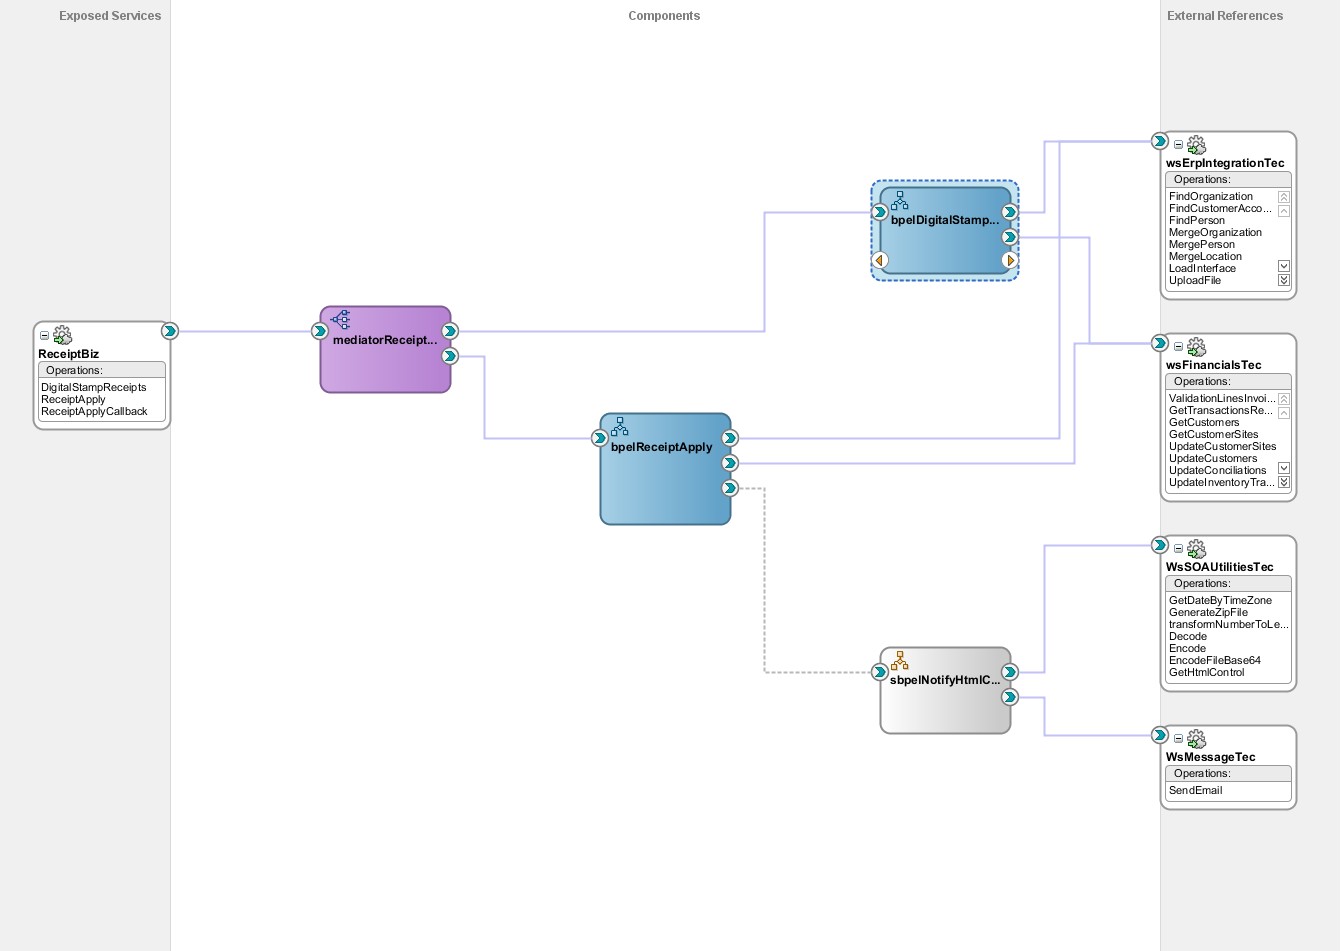 Exposed Services
Components
External References
wsErpIntegrationTec
Operations:
FindOrganization
FindCustomerAcco...
FindPerson
MergeOrganization
MergePerson
MergeLocation
LoadInterface
UploadFile
bpelDigitalStamp...
ReceiptBiz
Operations:
DigitalStampReceipts
ReceiptApply
ReceiptApplyCallback
mediatorReceipt...
wsFinancialsTec
Operations:
ValidationLinesInvoi...
GetTransactionsRe...
GetCustomers
GetCustomerSites
UpdateCustomerSites
UpdateCustomers
UpdateConciliations
UpdateInventoryTra...
bpelReceiptApply
WsSOAUtilitiesTec
Operations:
GetDateByTimeZone
GenerateZipFile
transformNumberToLe...
Decode
Encode
EncodeFileBase64
GetHtmlControl
sbpelNotifyHtmlC...
WsMessageTec
Operations:
SendEmail